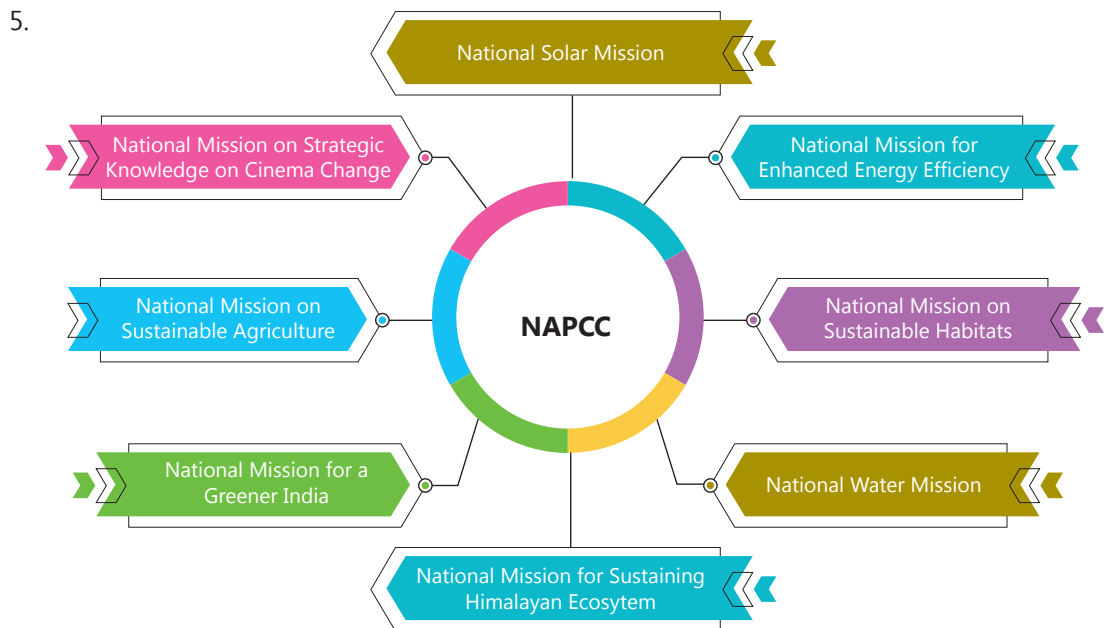 5.
National Solar Mission
National Mission on Strategic
Knowledge on Cinema Change
National Mission for
Enhanced Energy Efficiency
National Mission on
Sustainable Agriculture
NAPCC
National Mission on
Sustainable Habitats
National Mission for a
Greener India
National Water Mission
National Mission for Sustaining
Himalayan Ecosytem